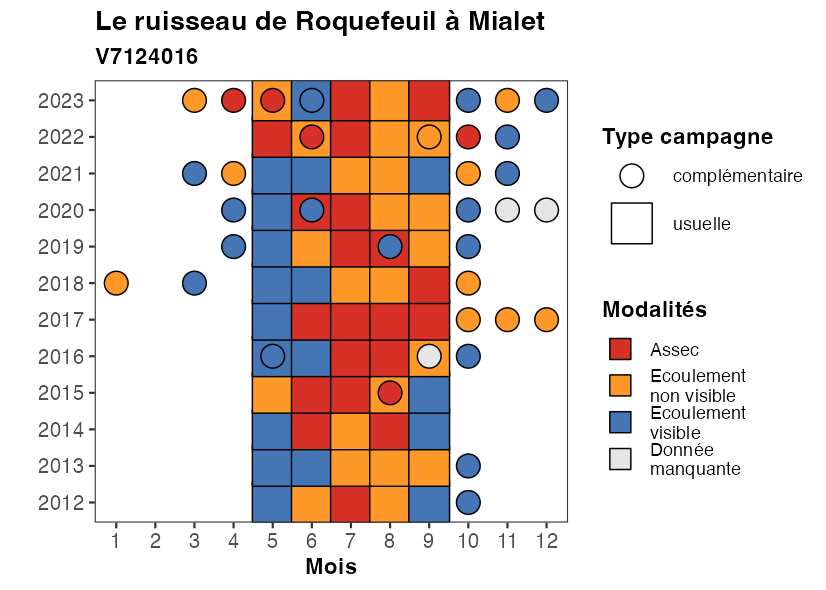 Le ruisseau de Roquefeuil à Mialet
V7124016
2023
2022
2021
2020
2019
2018
2017
2016
2015
2014
2013
2012
1 2 3 4 5 6 7 8 9 10 11 12
Mois
Type campagne
complémentaire
usuelle
Modalités
Assec
Ecoulement
non visible
Ecoulement
visible
Donnée
manquante